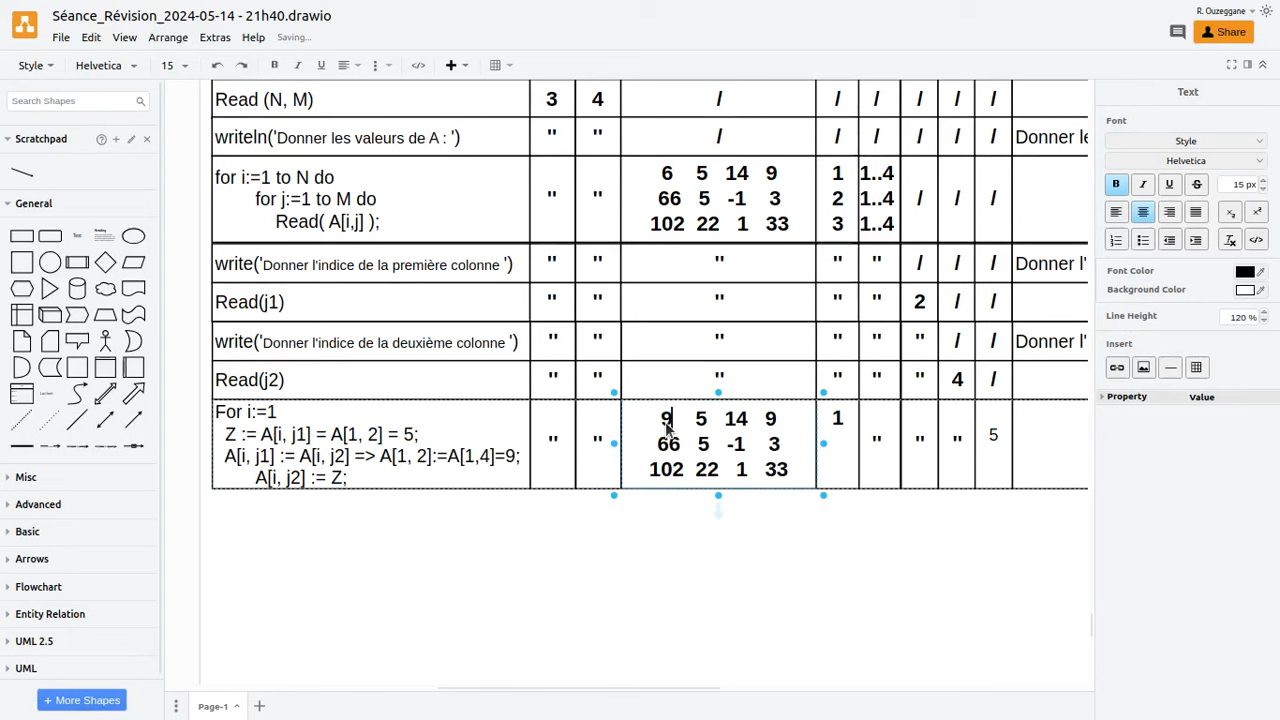 Séance_Révision_2024-05-14 - 21h40.drawio
R. Ouzeggane
File Edit View Arrange Extras Help Saving...
Share
Style Helvetica 15 B I U </>
Search Shapes
Scratchpad
General
Text
Heading
Misc
Advanced
Basic
Arrows
Flowchart
Entity Relation
UML 2.5
UML
+ More Shapes
Read (N, M) 3 4 / / / / / /
writeln('Donner les valeurs de A : ') " " / / / / / / Donner le
for i:=1 to N do
for j:=1 to M do
Read( A[i,j] );
" "
6 5 14 9
66 5 -1 3
102 22 1 33
1 1..4
2 1..4
3 1..4
/ / /
write('Donner l'indice de la première colonne ') " " " " " / / / Donner l'
Read(j1) " " " " " 2 / /
write('Donner l'indice de la deuxième colonne ') " " " " " " / / Donner l'
Read(j2) " " " " " " 4 /
For i:=1
Z := A[i, j1] = A[1, 2] = 5;
A[i, j1] := A[i, j2] => A[1, 2]:=A[1,4]=9;
A[i, j2] := Z;
" "
9 5 14 9
66 5 -1 3
102 22 1 33
1 " " " 5
Page-1
Text
Font
Style
Helvetica
B I U S 15 px
Font Color
Background Color
Line Height 120 %
Insert
Property Value